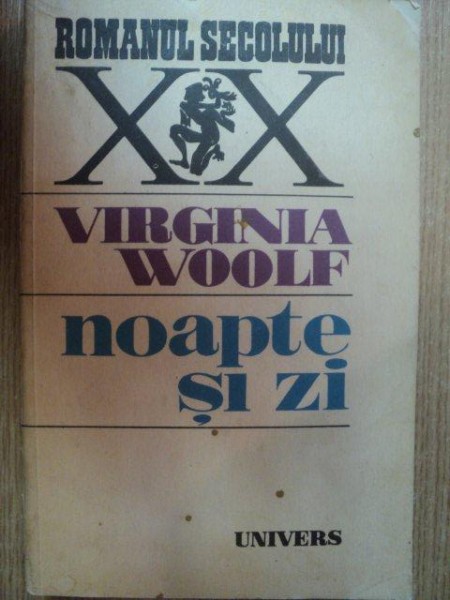 ROMANUL SECOLULUI
XX
VIRGINIA
WOOLF
noapte
și zi
UNIVERS